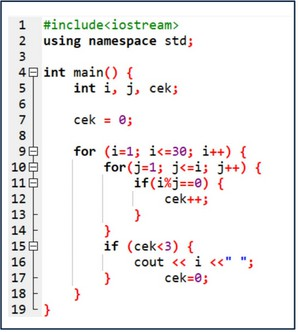 1 #include<iostream>
2 using namespace std;
3
4 int main() {
5 int i, j, cek;
6
7 cek = 0;
8
9 for (i=1; i<=30; i++) {
10 for(j=1; j<=i; j++) {
11 if(i%j==0) {
12 cek++;
13 }
14 }
15 if (cek<3) {
16 cout << i <<" ";
17 cek=0;
18 }
19 }